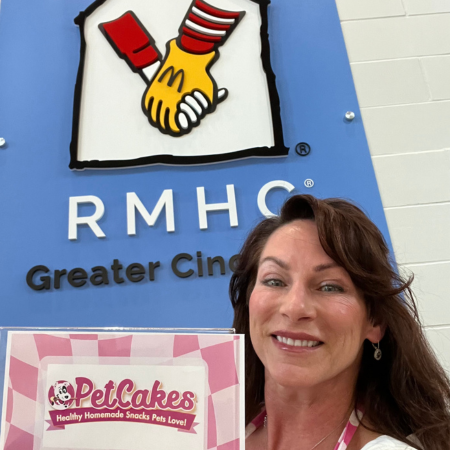 RMHC®
Greater Cinc
PetCakes
Healthy Homemade Snacks Pets Love!